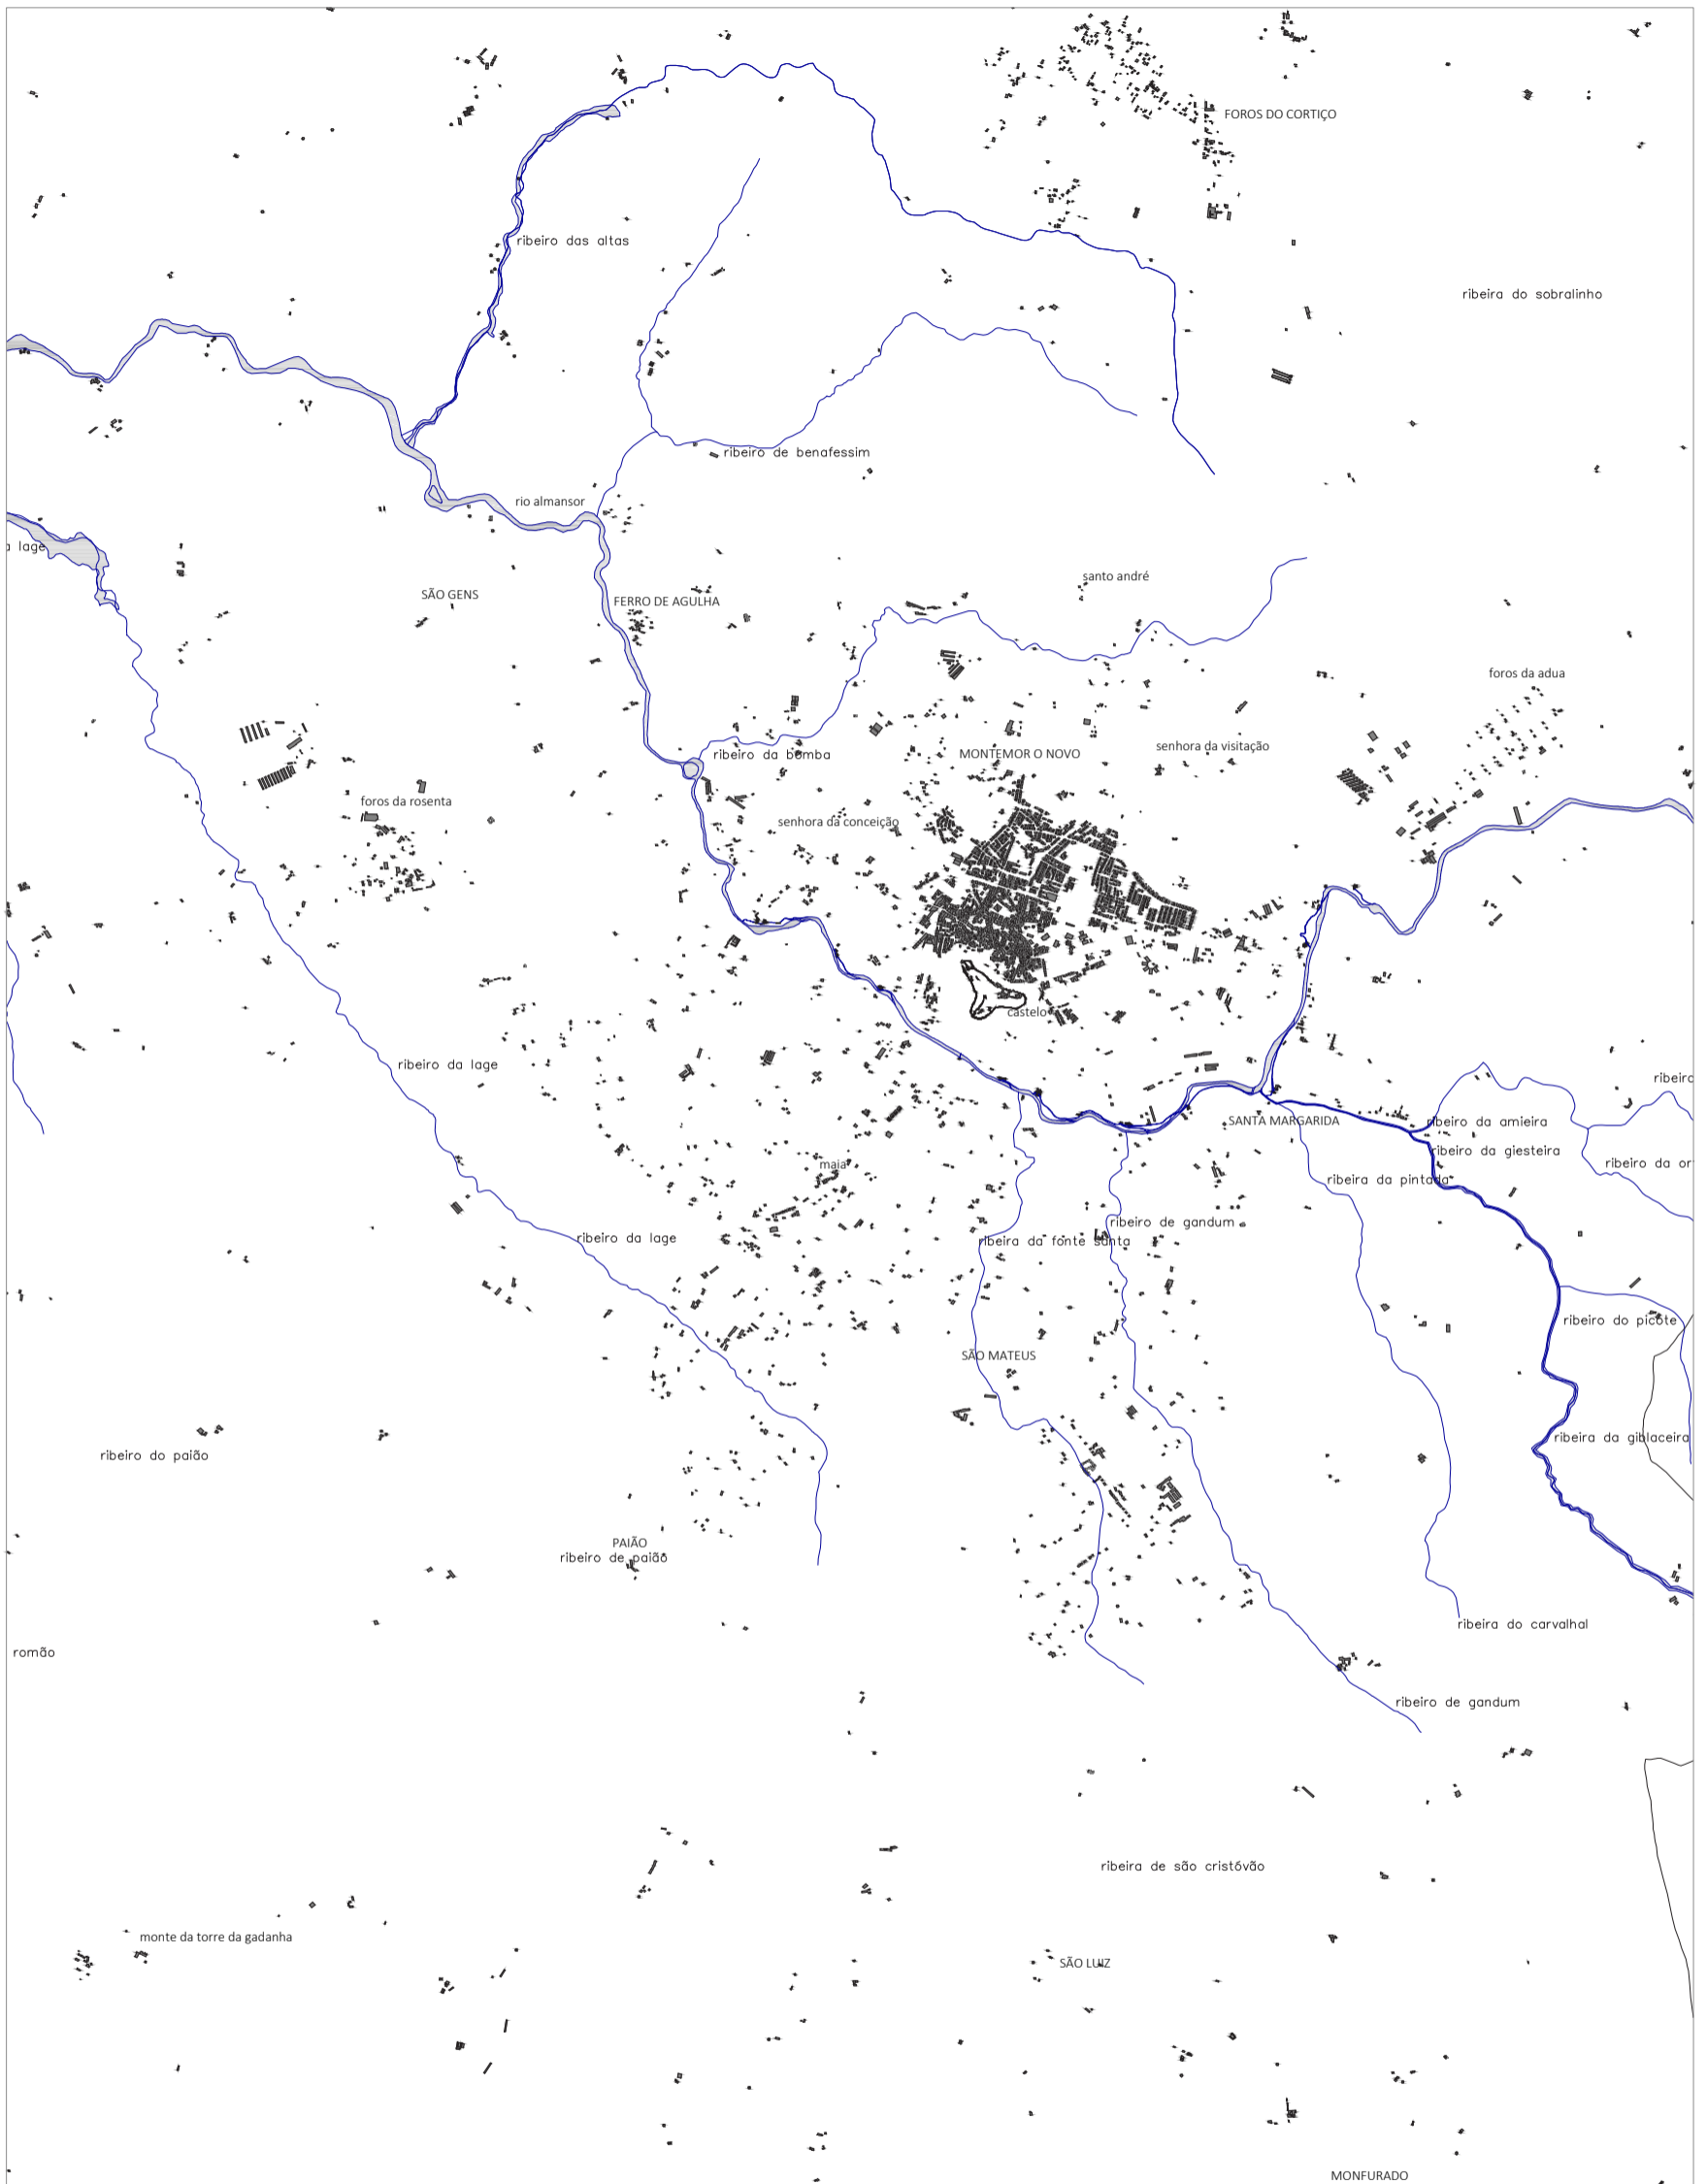 FOROS DO CORTIÇO
ribeiro das altas
ribeira do sobralinho
ribeiro de benafessim
rio almansor
a lage
santo andré
SÃO GENS
FERRO DE AGULHA
foros da adua
senhora da visitação
MONTEMOR O NOVO
ribeiro da bomba
foros da rosenta
senhora da conceição
castelo
ribeiro da lage
ribeiro
SANTA MARGARIDA
ribeiro da amieira
ribeiro da giesteira
maia
ribeiro da or
ribeira da pintada
ribeiro de gandum
ribeiro da lage
ribeira da fonte santa
ribeiro do picote
SÃO MATEUS
ribeira da giblaceira
ribeiro do paião
PAIÃO
ribeiro de paião
ribeira do carvalhal
romão
ribeiro de gandum
ribeira de são cristóvão
monte da torre da gadanha
SÃO LUIZ
MONFURADO